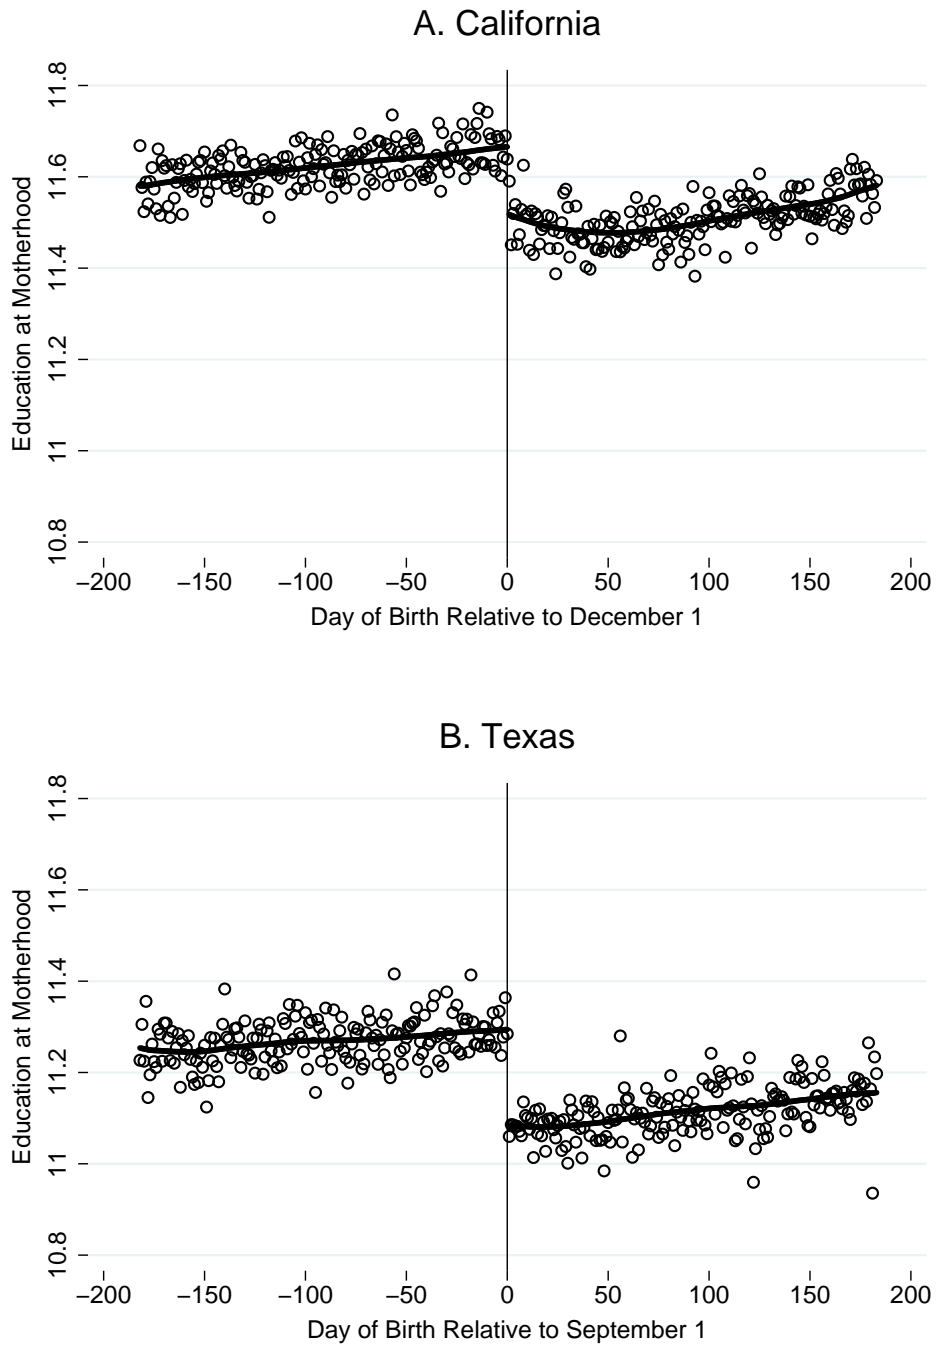 A. California
Education at Motherhood
11.8
11.6
11.4
11.2
11
10.8
−200 −150 −100 −50 0 50 100 150 200
Day of Birth Relative to December 1
B. Texas
Education at Motherhood
11.8
11.6
11.4
11.2
11
10.8
−200 −150 −100 −50 0 50 100 150 200
Day of Birth Relative to September 1